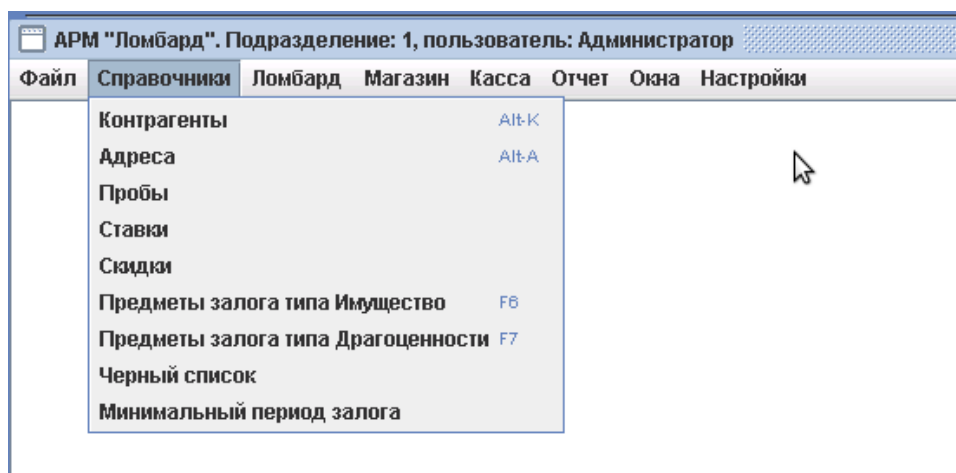 АРМ "Ломбард". Подразделение: 1, пользователь: Администратор
Файл Справочники Ломбард Магазин Касса Отчет Окна Настройки
Контрагенты Alt-K
Адреса Alt-A
Пробы
Ставки
Скидки
Предметы залога типа Имущество F6
Предметы залога типа Драгоценности F7
Черный список
Минимальный период залога